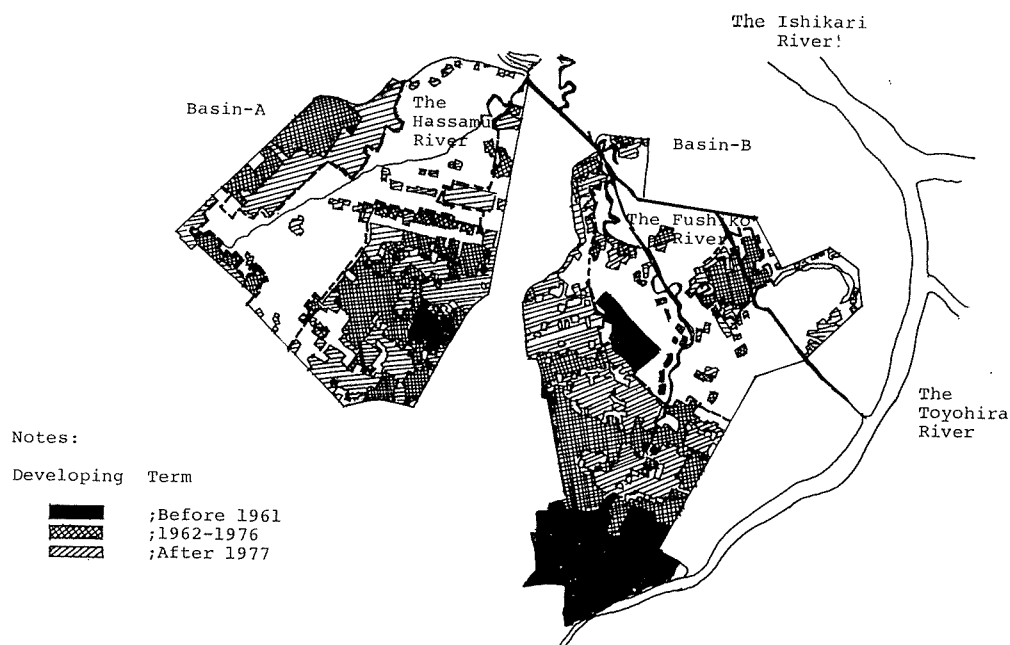 The Ishikari
River!
Basin-A
The
Hassamu
River
Basin-B
The Fushiko
River
The
Toyohira
River
Notes:
Developing Term
;Before 1961
;1962-1976
;After 1977